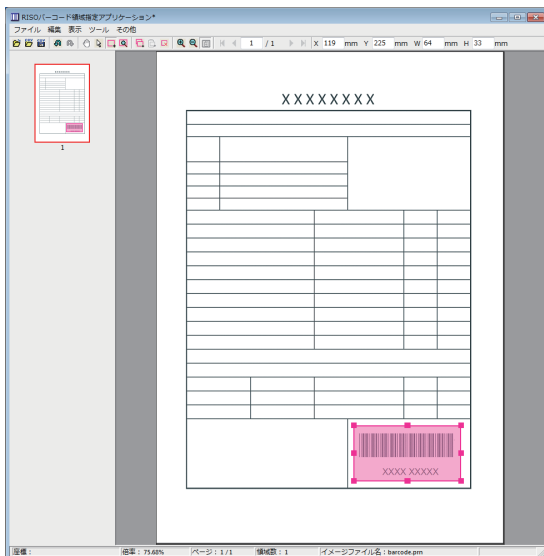 RISOバーコード領域指定アプリケーション*
ファイル 編集 表示 ツール その他
1 / 1 X 119 mm Y 225 mm W 64 mm H 33 mm
1
XXXXXXXX
XXXX XXXXX
座標： 倍率：75.68% ページ：1/1 領域数：1 イメージファイル名：barcode.prn